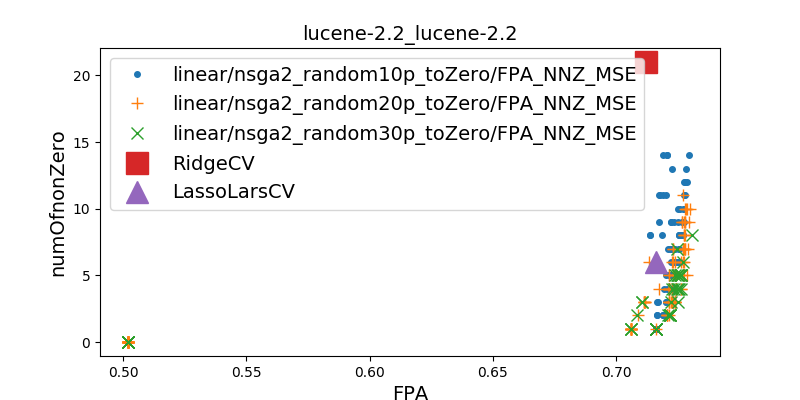 lucene-2.2_lucene-2.2
linear/nsga2_random10p_toZero/FPA_NNZ_MSE
linear/nsga2_random20p_toZero/FPA_NNZ_MSE
linear/nsga2_random30p_toZero/FPA_NNZ_MSE
RidgeCV
LassoLarsCV
numOfnonZero
20
15
10
5
0
0.50
0.55
0.60
0.65
0.70
FPA